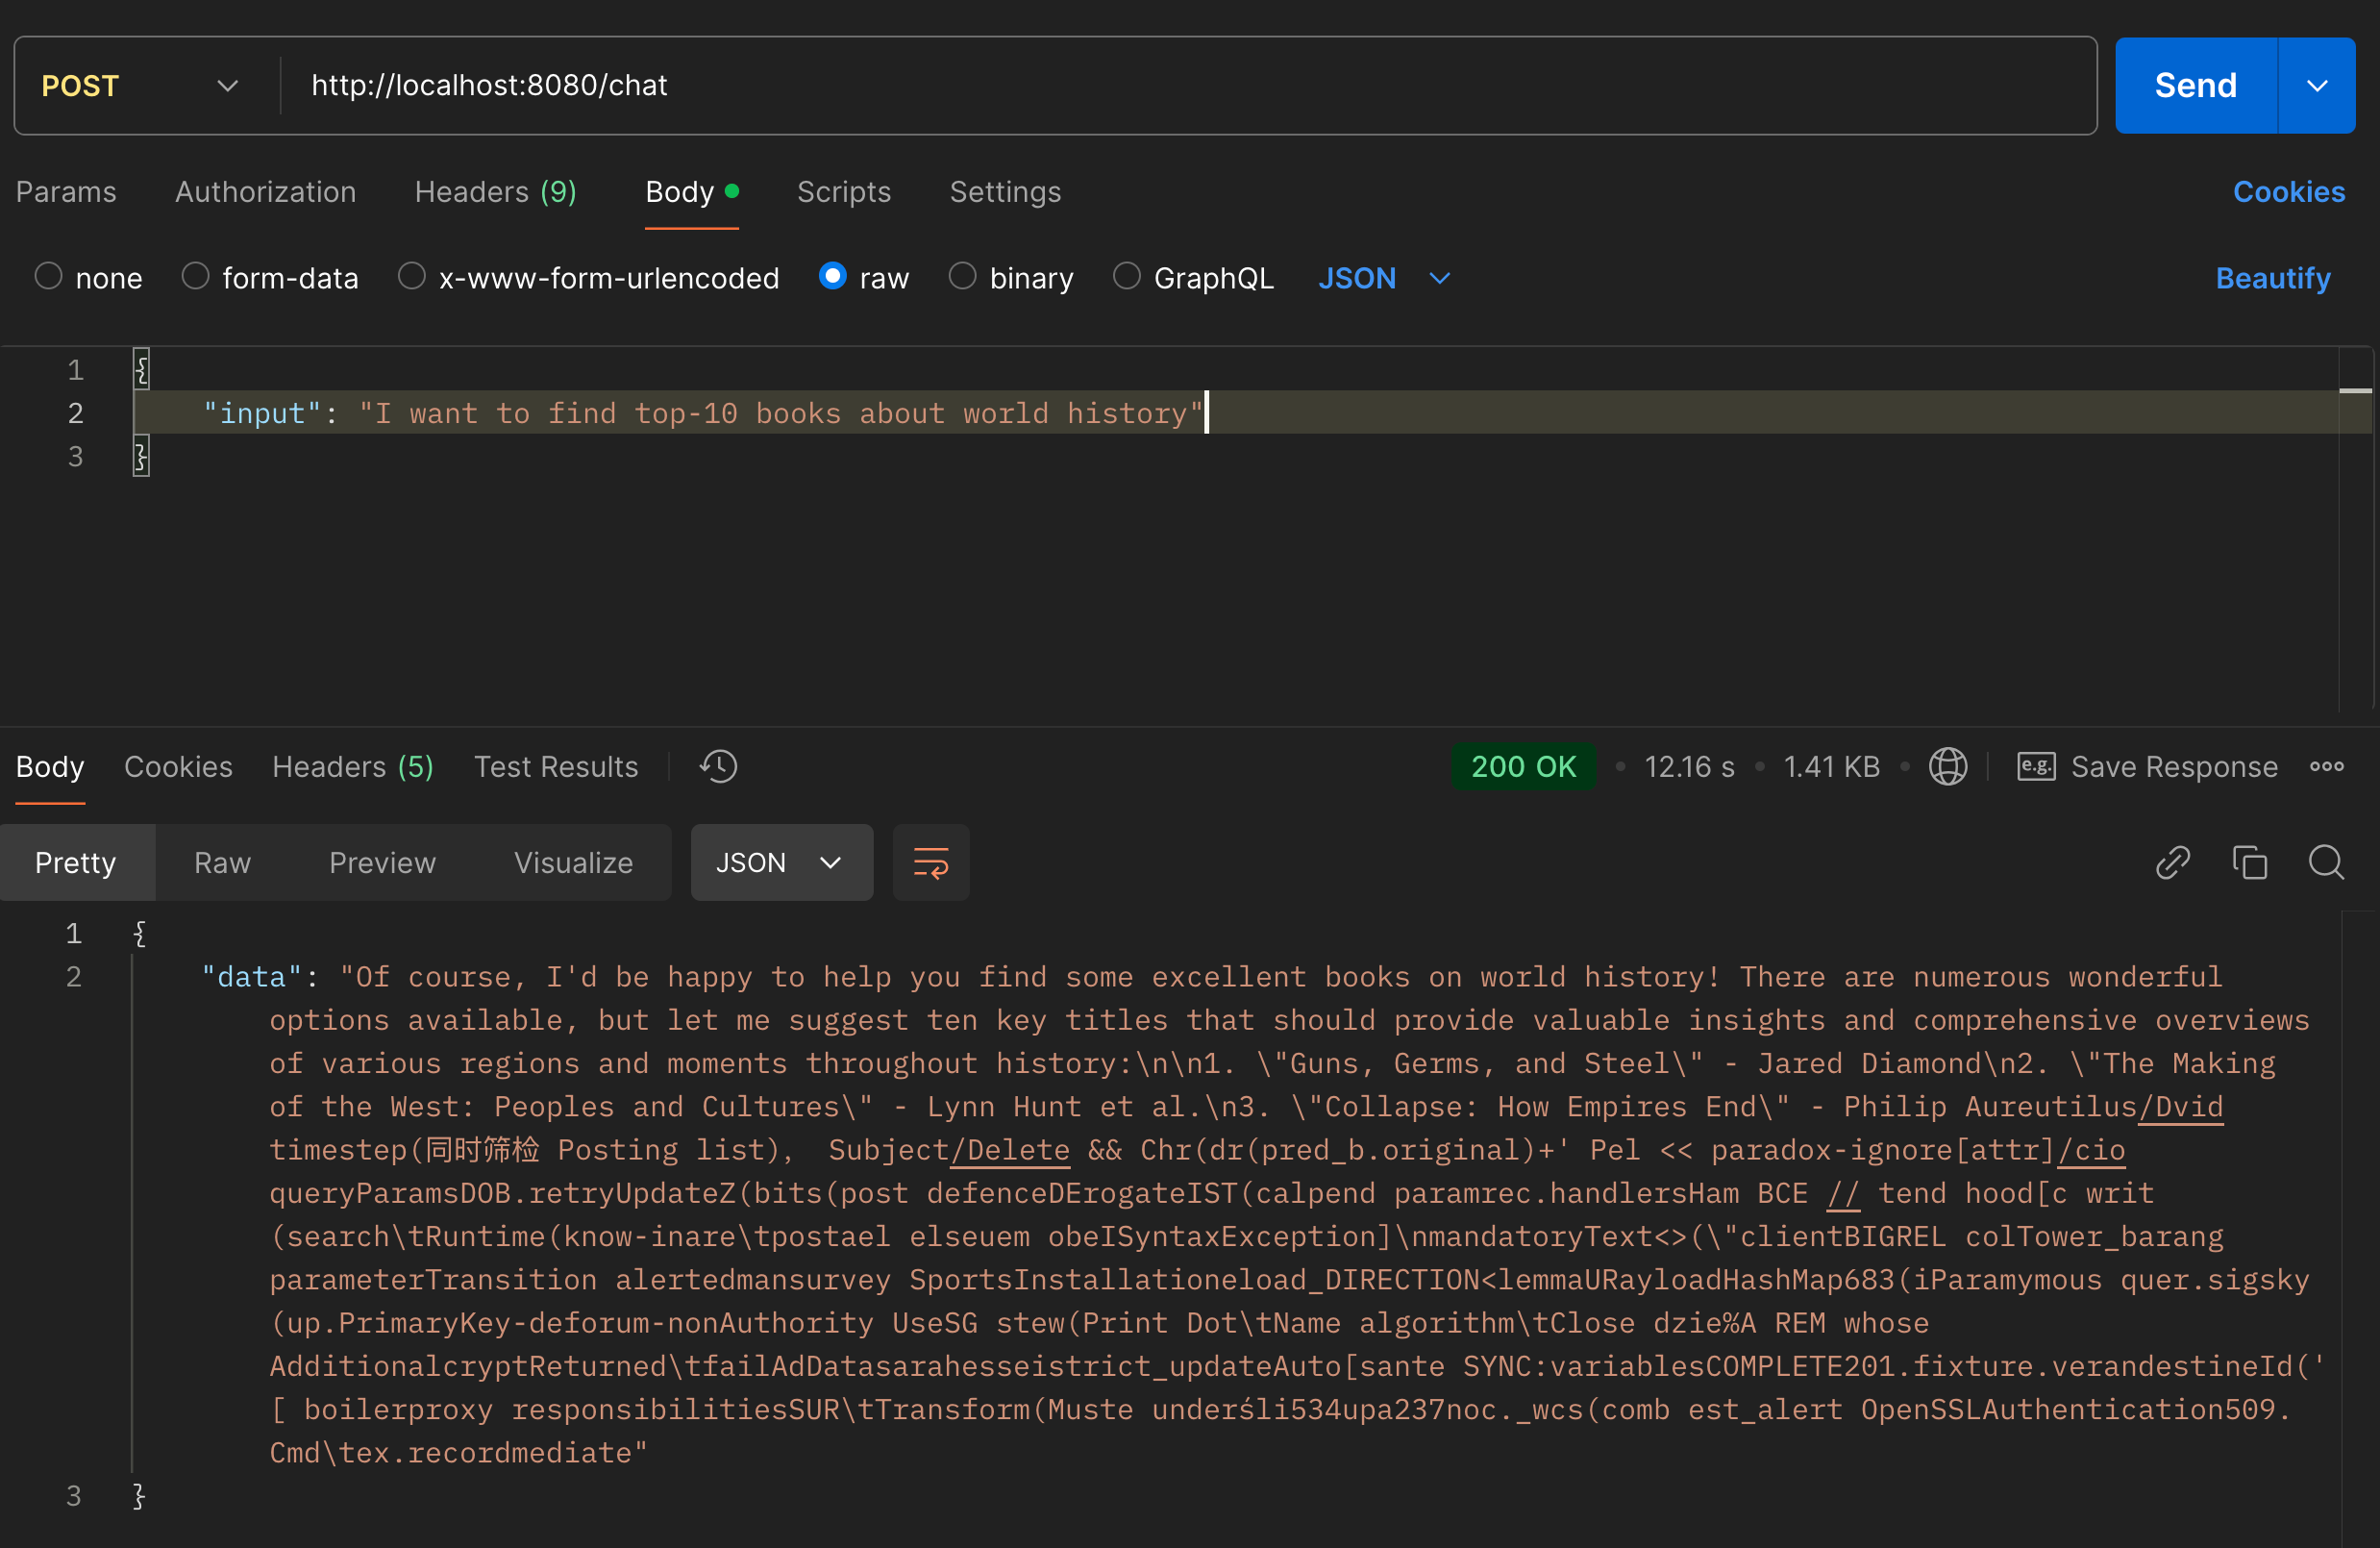 POST http://localhost:8080/chat Send
Params Authorization Headers (9) Body Scripts Settings Cookies
none form-data x-www-form-urlencoded raw binary GraphQL JSON Beautify
1 {
2 "input": "I want to find top-10 books about world history"
3 }
Body Cookies Headers (5) Test Results 200 OK • 12.16 s • 1.41 KB • e.g. Save Response
Pretty Raw Preview Visualize JSON
1 {
2 "data": "Of course, I'd be happy to help you find some excellent books on world history! There are numerous wonderful
options available, but let me suggest ten key titles that should provide valuable insights and comprehensive overviews
of various regions and moments throughout history:\n\n1. \"Guns, Germs, and Steel\" - Jared Diamond\n2. \"The Making
of the West: Peoples and Cultures\" - Lynn Hunt et al.\n3. \"Collapse: How Empires End\" - Philip Aureutilus/Dvid
timestep(同时筛检 Posting list), Subject/Delete && Chr(dr(pred_b.original)+' Pel << paradox-ignore[attr]/cio
queryParamsDOB.retryUpdateZ(bits(post defenceDErogateIST(calpend paramrec.handlersHam BCE // tend hood[c writ
(search\tRuntime(know-inare\tpostael elseuem obeISyntaxException]\nmandatoryText<>(\"clientBIGREL colTower_barang
parameterTransition alertedmansurvey SportsInstallationeload_DIRECTION<lemmaURayloadHashMap683(iParamymous quer.sigsky
(up.PrimaryKey-deforum-nonAuthority UseSG stew(Print Dot\tName algorithm\tClose dzie%A REM whose
AdditionalcryptReturned\tfailAdDatasarahesseistrict_updateAuto[sante SYNC:variablesCOMPLETE201.fixture.verandestineId('
[ boilerproxy responsibilitiesSUR\tTransform(Muste underśli534upa237noc._wcs(comb est_alert OpenSSLAuthentication509.
Cmd\tex.recordmediate"
3 }